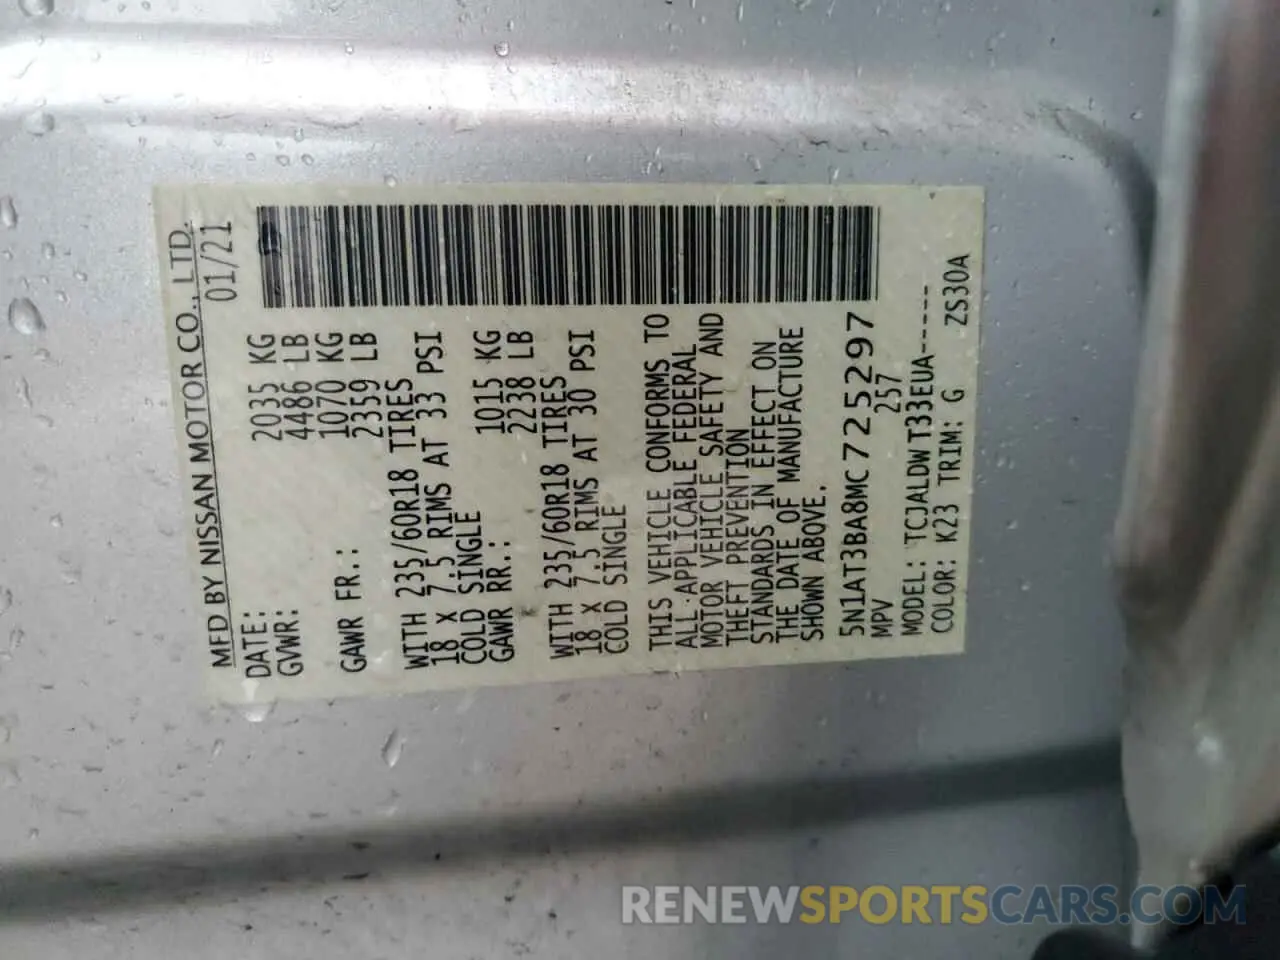 MFD BY NISSAN MOTOR CO., LTD.
DATE: 01/21
GVWR: 2035 KG
4486 LB
GAWR FR.: 1070 KG
2359 LB
WITH 235/60R18 TIRES
18 X 7.5 RIMS AT 33 PSI
COLD SINGLE
GAWR RR.: 1015 KG
2238 LB
WITH 235/60R18 TIRES
18 X 7.5 RIMS AT 30 PSI
COLD SINGLE
THIS VEHICLE CONFORMS TO
ALL APPLICABLE FEDERAL
MOTOR VEHICLE SAFETY AND
THEFT PREVENTION
STANDARDS IN EFFECT ON
THE DATE OF MANUFACTURE
SHOWN ABOVE.
5N1AT3BA8MC725297
MPV 257
MODEL: TCJALDWT33EUA-----
COLOR: K23 TRIM: G ZS30A
RENEWSPORTSCARS.COM